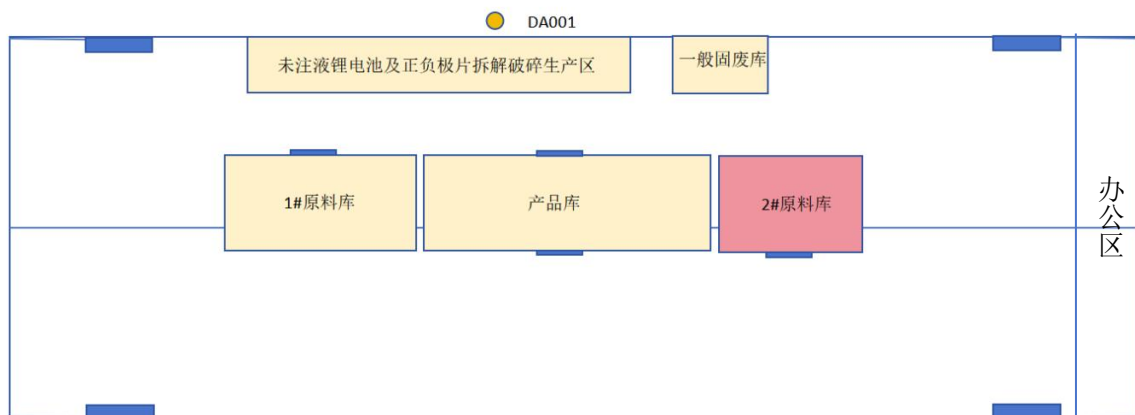 DA001
未注液锂电池及正负极片拆解破碎生产区
一般固废库
1#原料库
产品库
2#原料库
办公区